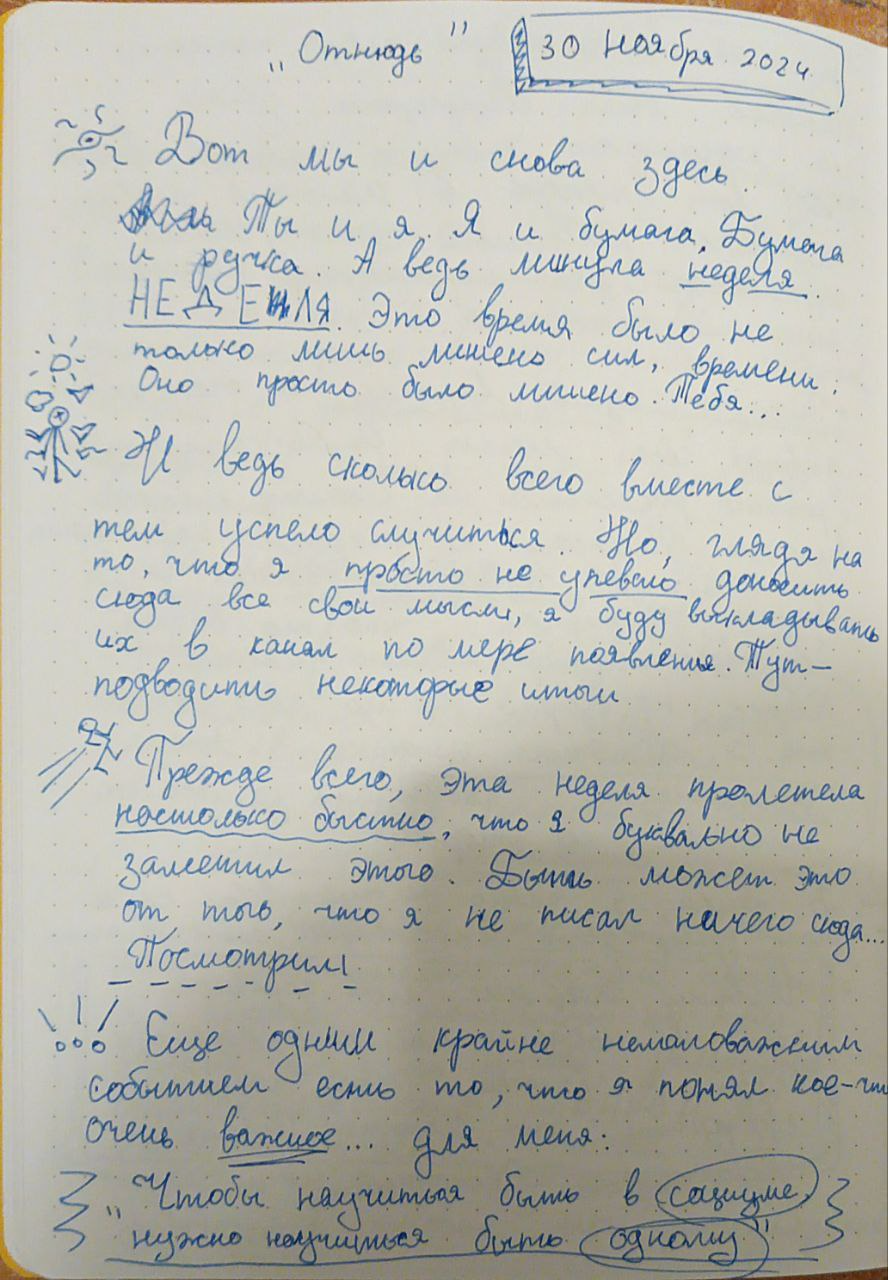 „Отнюдь"
30 Ноября 2024
Вот мы и снова здесь.
Ты и я. Я и бумага. Бумага
и ручка. А ведь минула неделя.
НЕДЕЛЯ. Это время было не
только лишь лишено сил, времени.
Оно просто было лишено Тебя...
И ведь сколько всего вместе с
тем успело случиться. Но, глядя на
то, что я просто не успеваю доносить
сюда все свои мысли, я буду выкладывать
их в канал по мере появления. Тут —
подводить некоторые итоги
Прежде всего, эта неделя пролетела
настолько быстро, что я буквально не
заметил этого. Быть может это
от того, что я не писал ничего сюда...
Посмотрим
!!! Еще одним крайне немаловажным
событием есть то, что я понял кое-что
очень важное... для меня:
„Чтобы научиться быть в социуме,
нужно научиться быть одному"